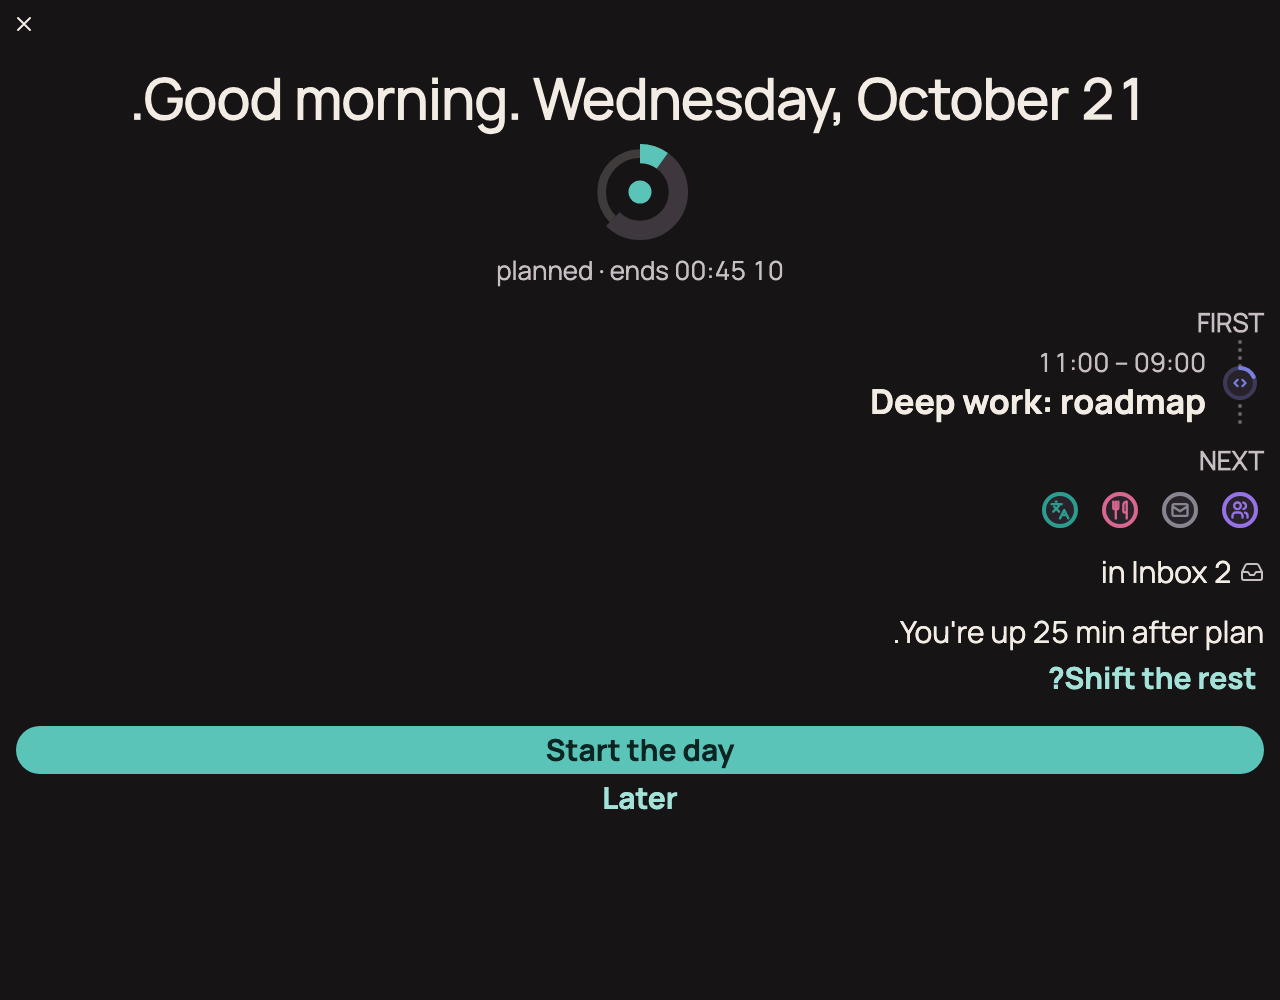 .Good morning. Wednesday, October 21
planned · ends 00:45 10
FIRST
11:00 – 09:00
Deep work: roadmap
NEXT
in Inbox 2
.You're up 25 min after plan
?Shift the rest
Start the day
Later